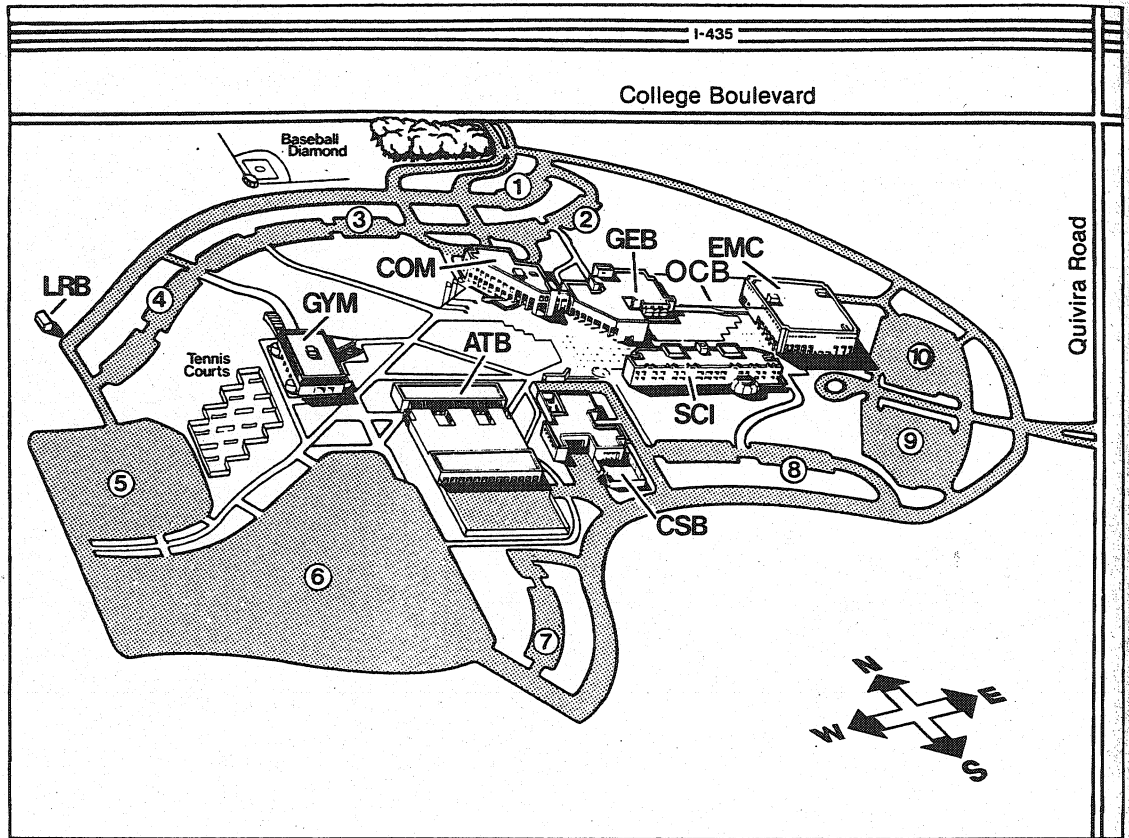 I-435
College Boulevard
Baseball
Diamond
1
2
3
GEB
EMC
OCB
COM
Quivira Road
LRB
4
GYM
ATB
Tennis
Courts
10
SCI
9
5
8
CSB
6
7
N
E
W
S